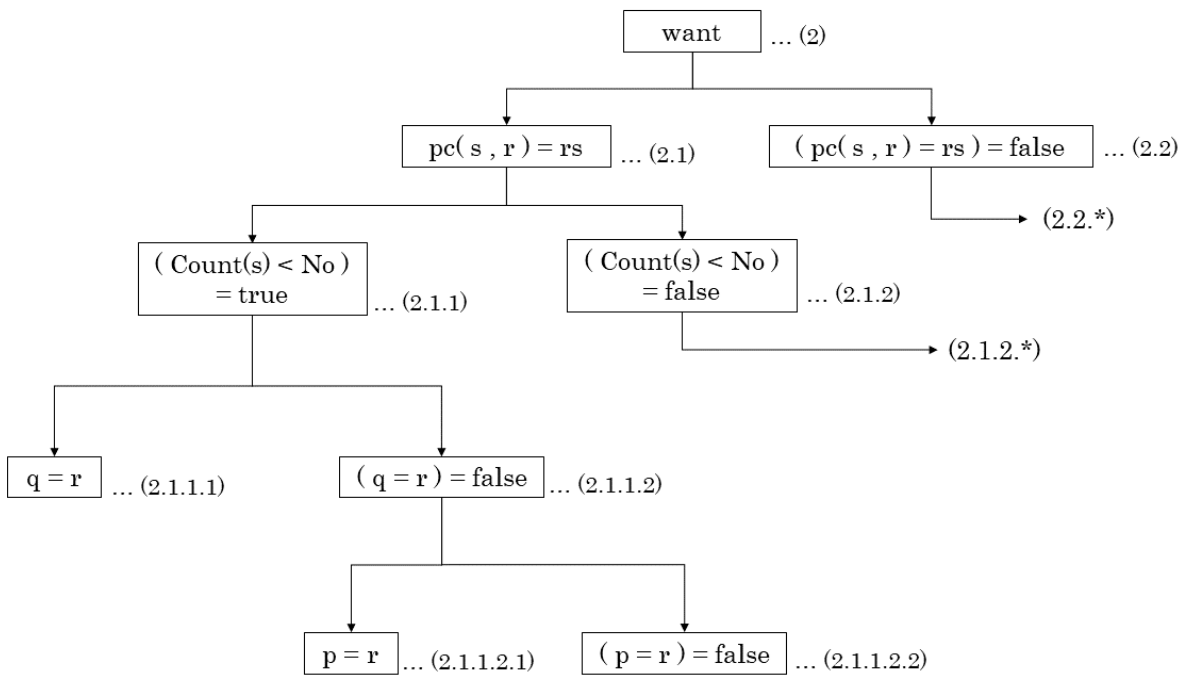 want ... (2)
pc( s , r ) = rs ... (2.1)
( pc( s , r ) = rs ) = false ... (2.2)
(2.2.*)
( Count(s) < No )
= true ... (2.1.1)
( Count(s) < No )
= false ... (2.1.2)
(2.1.2.*)
q = r ... (2.1.1.1)
( q = r ) = false ... (2.1.1.2)
p = r ... (2.1.1.2.1)
( p = r ) = false ... (2.1.1.2.2)